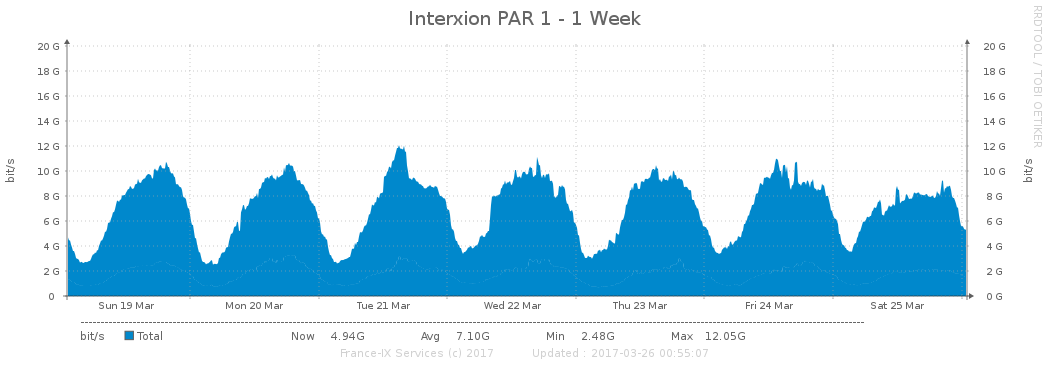 Interxion PAR 1 - 1 Week
RRDTOOL / TOBI OETIKER
bit/s
20 G 20 G
18 G 18 G
16 G 16 G
14 G 14 G
12 G 12 G
10 G 10 G
8 G 8 G
6 G 6 G
4 G 4 G
2 G 2 G
0 0 G
bit/s
Sun 19 Mar Mon 20 Mar Tue 21 Mar Wed 22 Mar Thu 23 Mar Fri 24 Mar Sat 25 Mar
bit/s Total Now 4.94G Avg 7.10G Min 2.48G Max 12.05G
France-IX Services (c) 2017 Updated : 2017-03-26 00:55:07